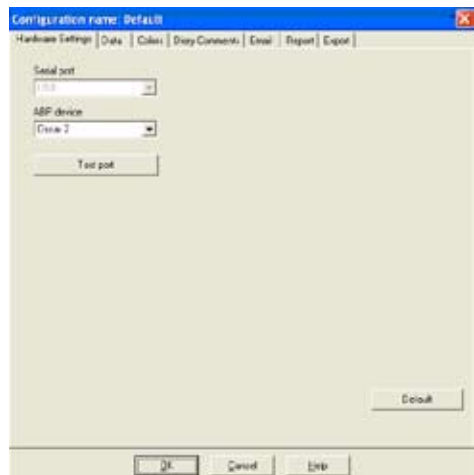 Configuration name: Default
Hardware Settings Data Colors Diary Comments Email Report Export
Serial port
USB
ABP device
Oscar 2
Test port
Default
OK Cancel Help